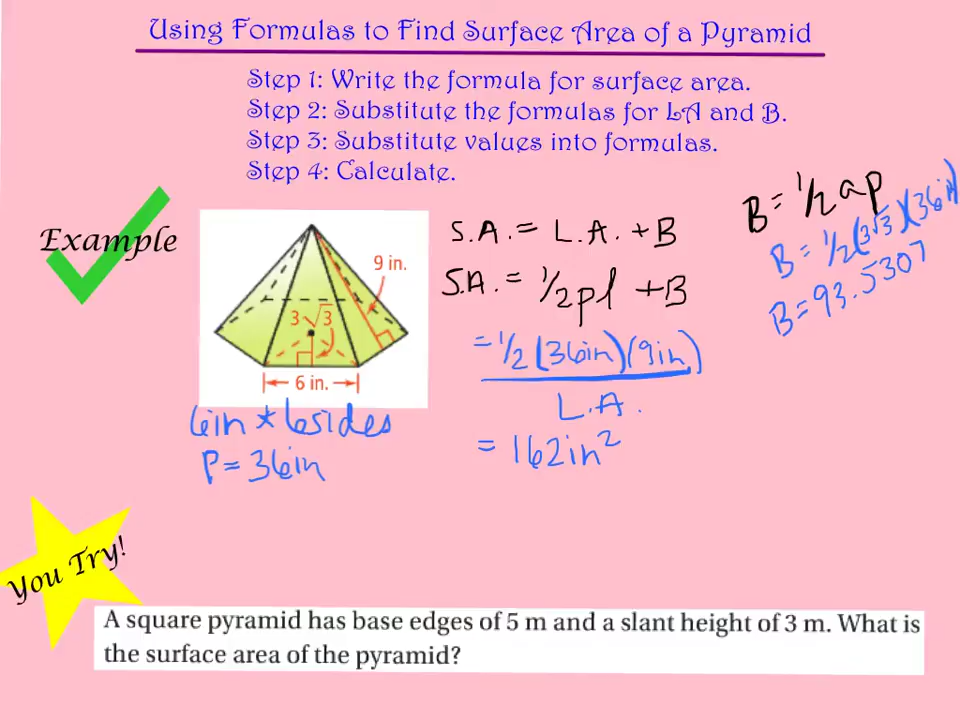 Using Formulas to Find Surface Area of a Pyramid
Step 1: Write the formula for surface area.
Step 2: Substitute the formulas for LA and B.
Step 3: Substitute values into formulas.
Step 4: Calculate.
Example
9 in.
3√3
6 in.
6in * 6sides
P = 36in
S.A. = L.A. + B
S.A. = 1/2 pl + B
= 1/2 (36in)(9in)
L.A.
= 162in²
B = 1/2 ap
B = 1/2 (3√3)(36in)
B = 93.5307
You Try!
A square pyramid has base edges of 5 m and a slant height of 3 m. What is
the surface area of the pyramid?